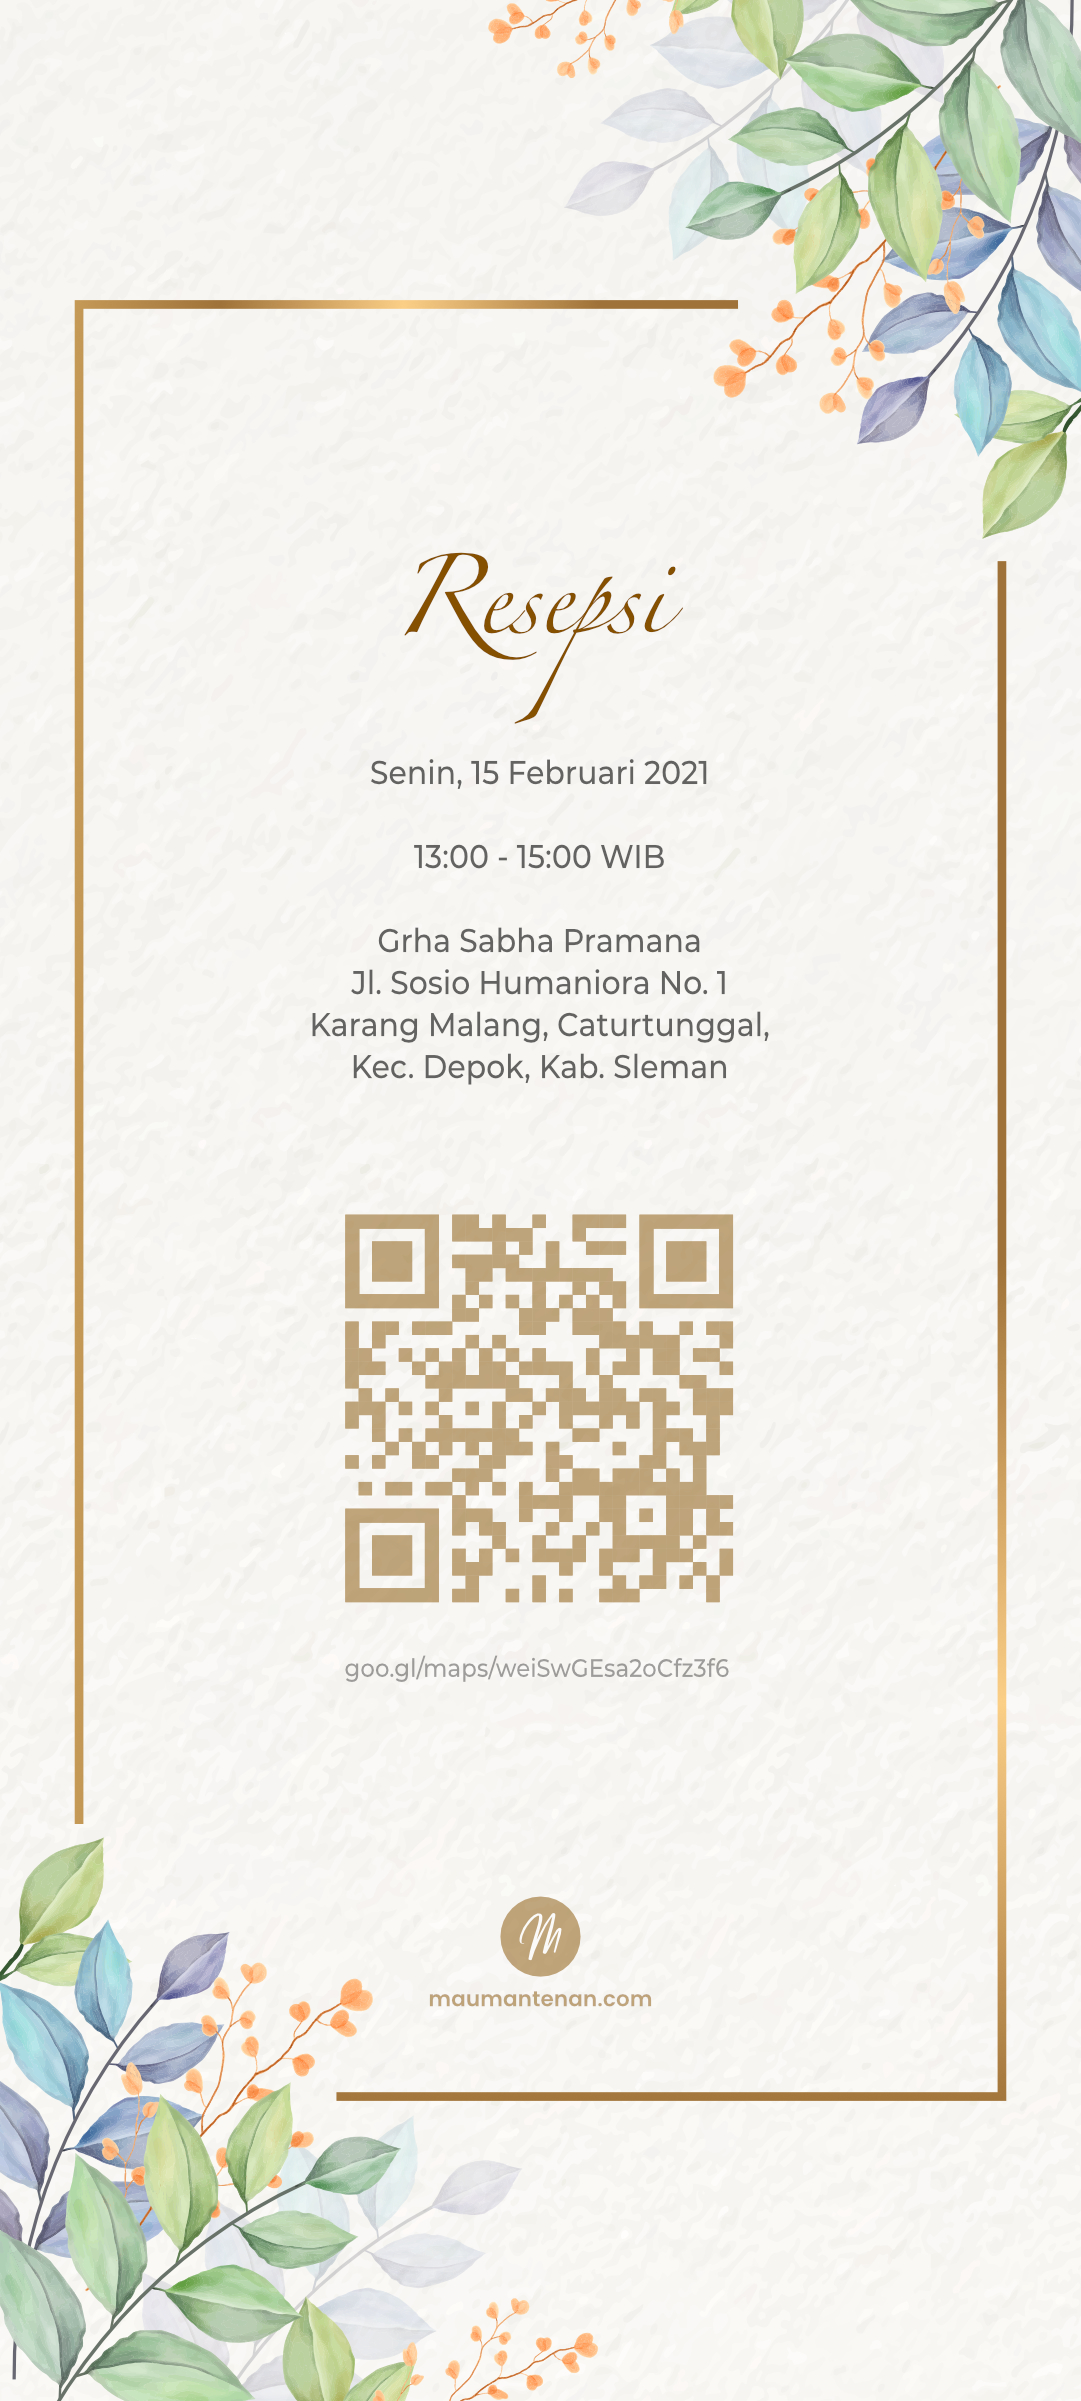 Resepsi
Senin, 15 Februari 2021
13:00 - 15:00 WIB
Grha Sabha Pramana
Jl. Sosio Humaniora No. 1
Karang Malang, Caturtunggal,
Kec. Depok, Kab. Sleman
goo.gl/maps/weiSwGEsa2oCfz3f6
M
maumantenan.com